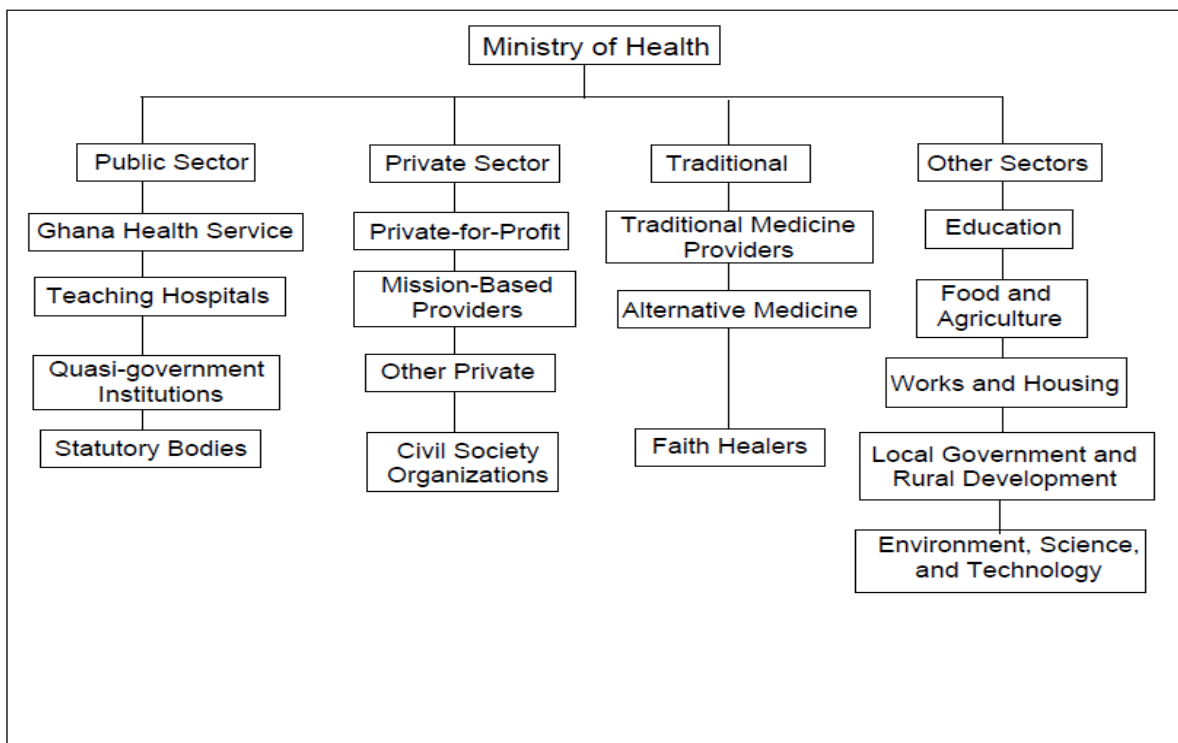 Ministry of Health
Public Sector
Ghana Health Service
Teaching Hospitals
Quasi-government
Institutions
Statutory Bodies
Private Sector
Private-for-Profit
Mission-Based
Providers
Other Private
Civil Society
Organizations
Traditional
Traditional Medicine
Providers
Alternative Medicine
Faith Healers
Other Sectors
Education
Food and
Agriculture
Works and Housing
Local Government and
Rural Development
Environment, Science,
and Technology